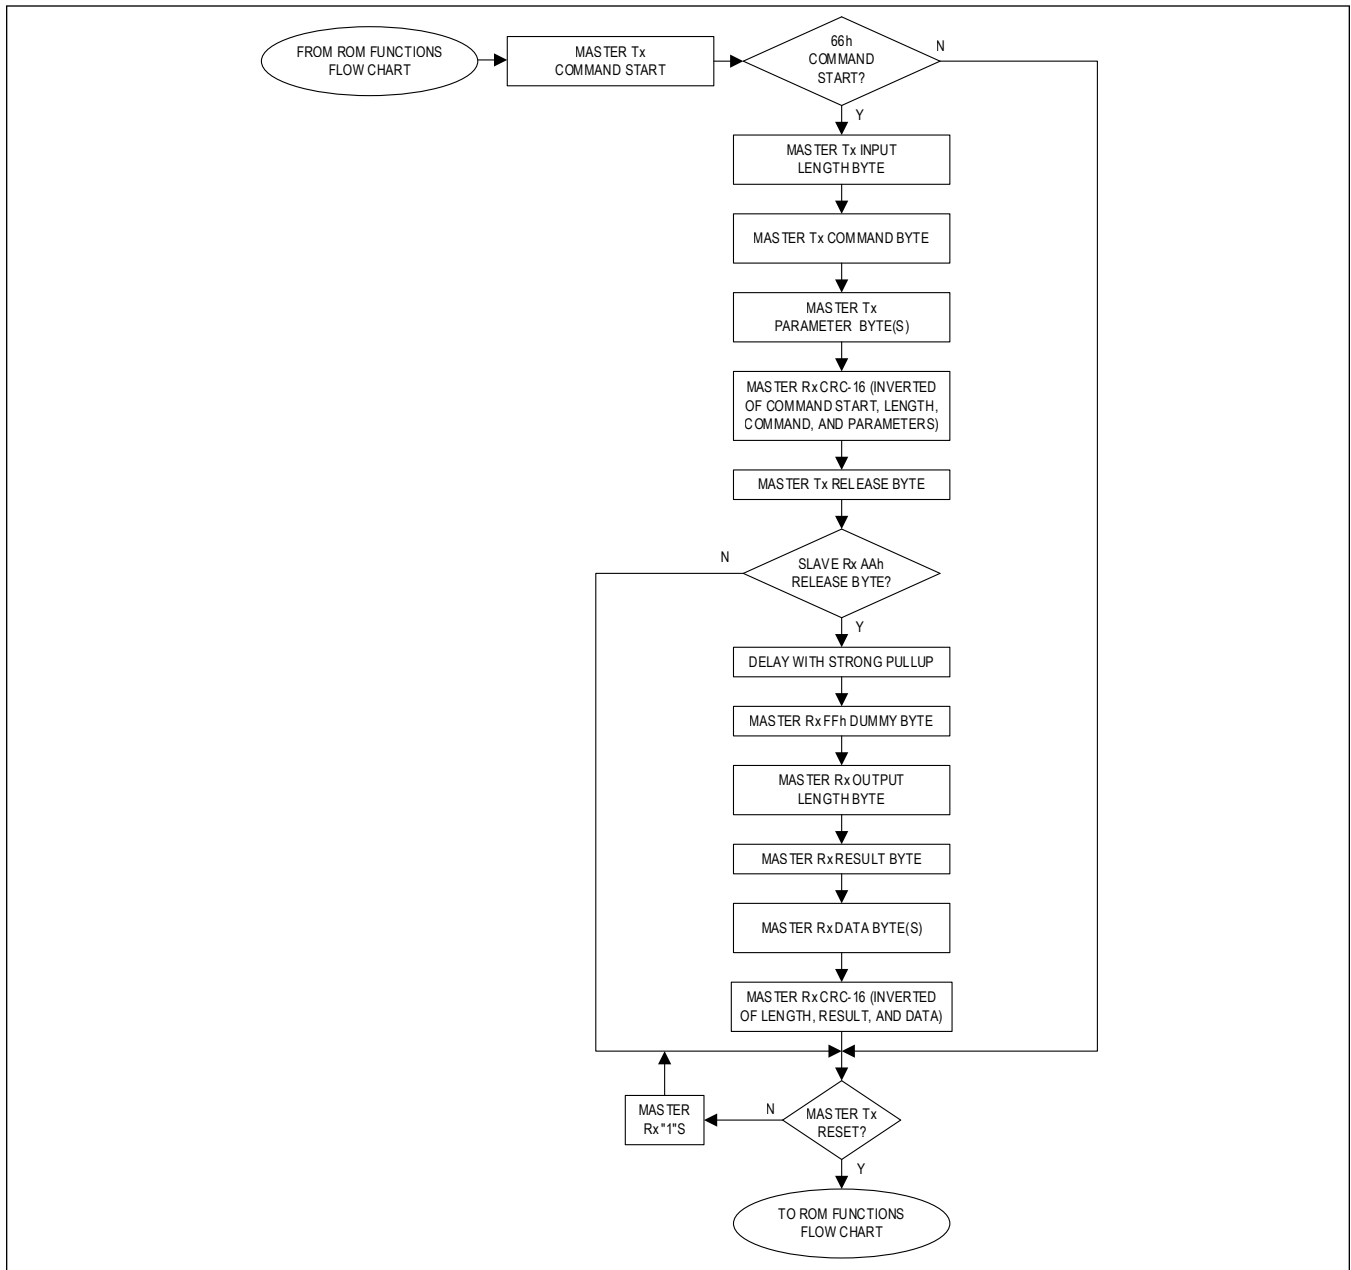 FROM ROM FUNCTIONS
FLOW CHART
MASTER Tx
COMMAND START
66h
COMMAND
START?
N
Y
MASTER Tx INPUT
LENGTH BYTE
MASTER Tx COMMAND BYTE
MASTER Tx
PARAMETER BYTE(S)
MASTER Rx CRC-16 (INVERTED
OF COMMAND START, LENGTH,
COMMAND, AND PARAMETERS)
MASTER Tx RELEASE BYTE
N
SLAVE Rx AAh
RELEASE BYTE?
Y
DELAY WITH STRONG PULLUP
MASTER Rx FFh DUMMY BYTE
MASTER Rx OUTPUT
LENGTH BYTE
MASTER Rx RESULT BYTE
MASTER Rx DATA BYTE(S)
MASTER Rx CRC-16 (INVERTED
OF LENGTH, RESULT, AND DATA)
MASTER
Rx "1"S
N
MASTER Tx
RESET?
Y
TO ROM FUNCTIONS
FLOW CHART